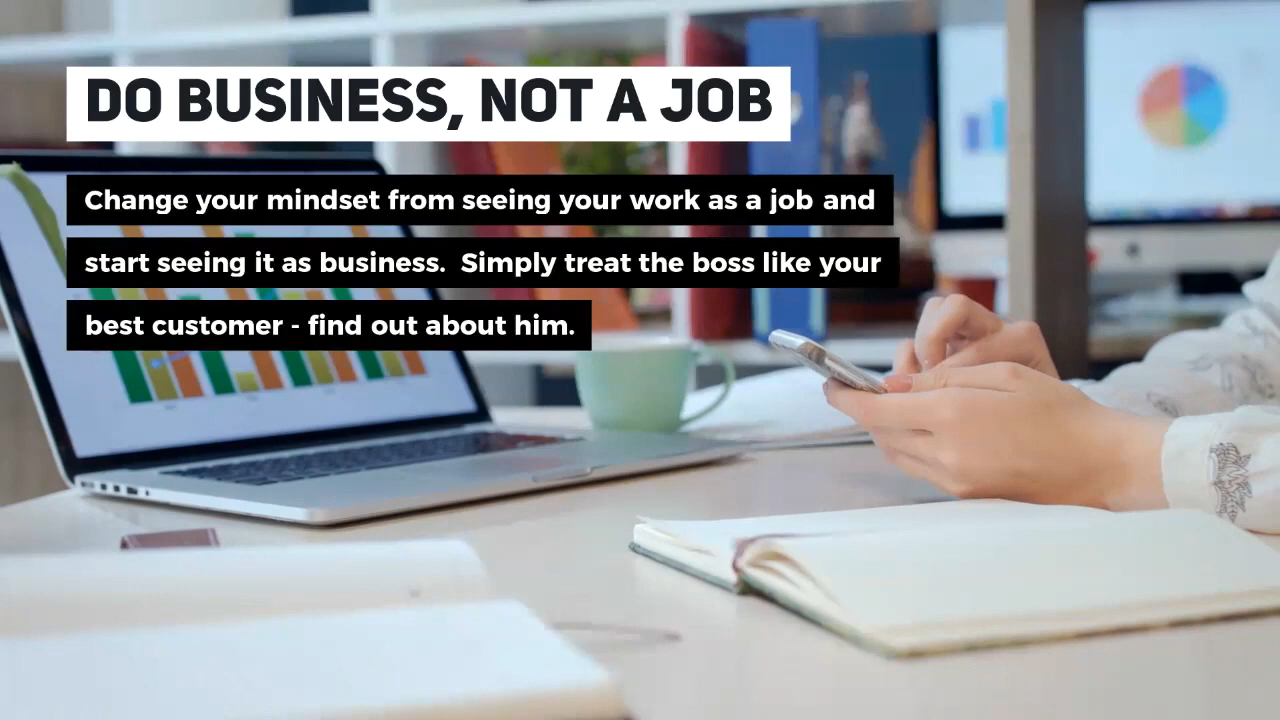 DO BUSINESS, NOT A JOB
Change your mindset from seeing your work as a job and
start seeing it as business.  Simply treat the boss like your
best customer - find out about him.